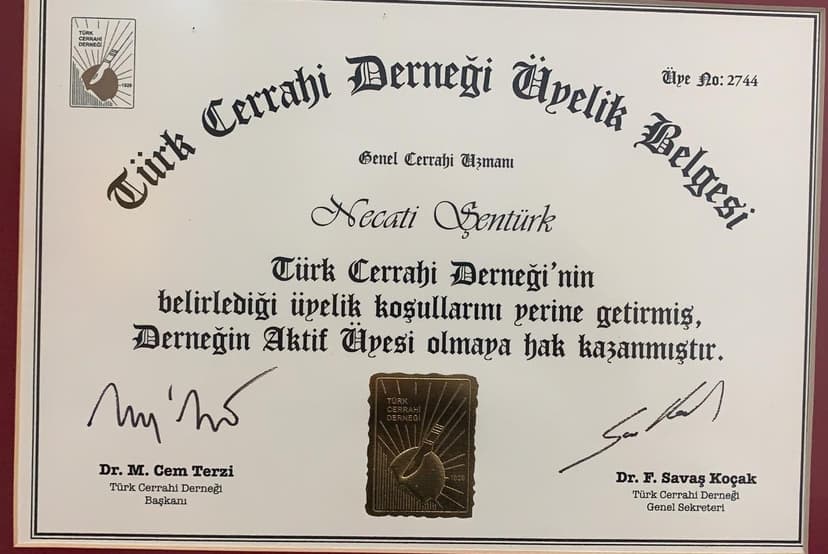 TÜRK
CERRAHİ
DERNEĞİ
1929
Üye No: 2744
Türk Cerrahi Derneği Üyelik Belgesi
Genel Cerrahi Uzmanı
Necati Şentürk
Türk Cerrahi Derneği'nin
belirlediği üyelik koşullarını yerine getirmiş,
Derneğin Aktif Üyesi olmaya hak kazanmıştır.
TÜRK
CERRAHİ
DERNEĞİ
1929
Dr. M. Cem Terzi
Türk Cerrahi Derneği
Başkanı
Dr. F. Savaş Koçak
Türk Cerrahi Derneği
Genel Sekreteri